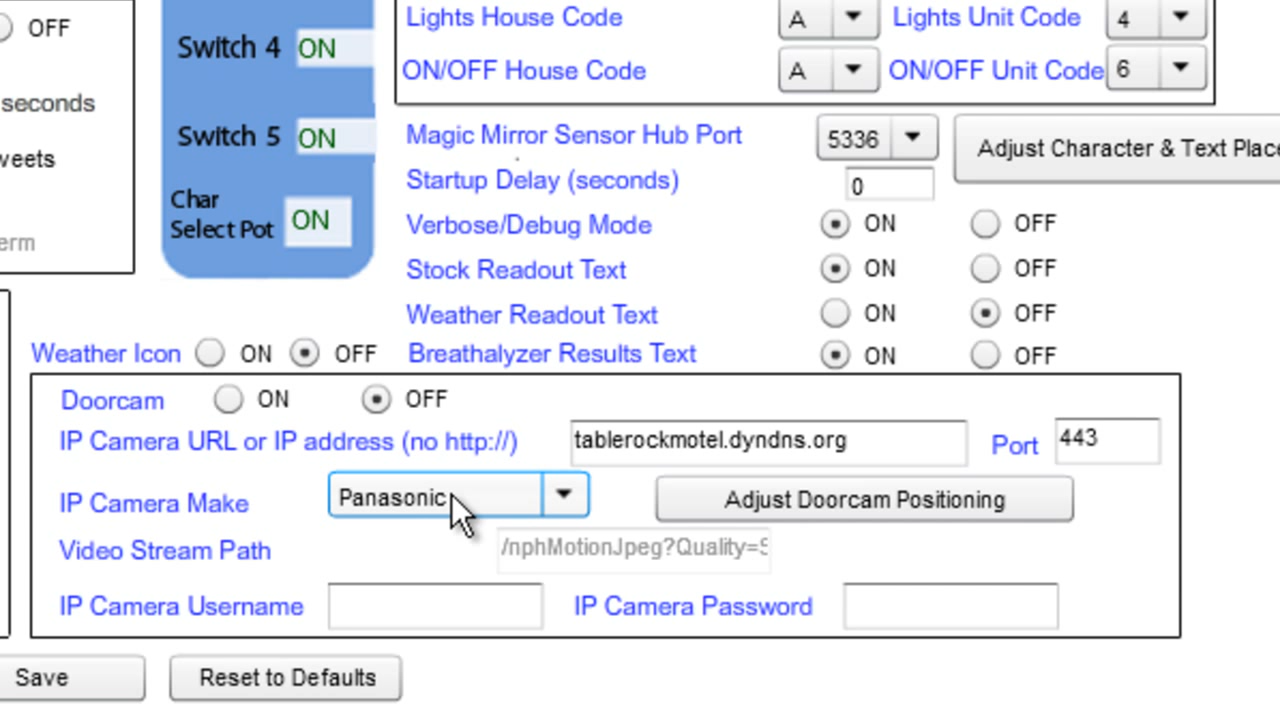 OFF
seconds
weets
erm
Switch 4 ON
Switch 5 ON
Char
Select Pot ON
Lights House Code A Lights Unit Code 4
ON/OFF House Code A ON/OFF Unit Code 6
Magic Mirror Sensor Hub Port 5336 Adjust Character & Text Place
Startup Delay (seconds) 0
Verbose/Debug Mode ON OFF
Stock Readout Text ON OFF
Weather Readout Text ON OFF
Weather Icon ON OFF Breathalyzer Results Text ON OFF
Doorcam ON OFF
IP Camera URL or IP address (no http://) tablerockmotel.dyndns.org Port 443
IP Camera Make Panasonic Adjust Doorcam Positioning
Video Stream Path /nphMotionJpeg?Quality=S
IP Camera Username IP Camera Password
Save Reset to Defaults